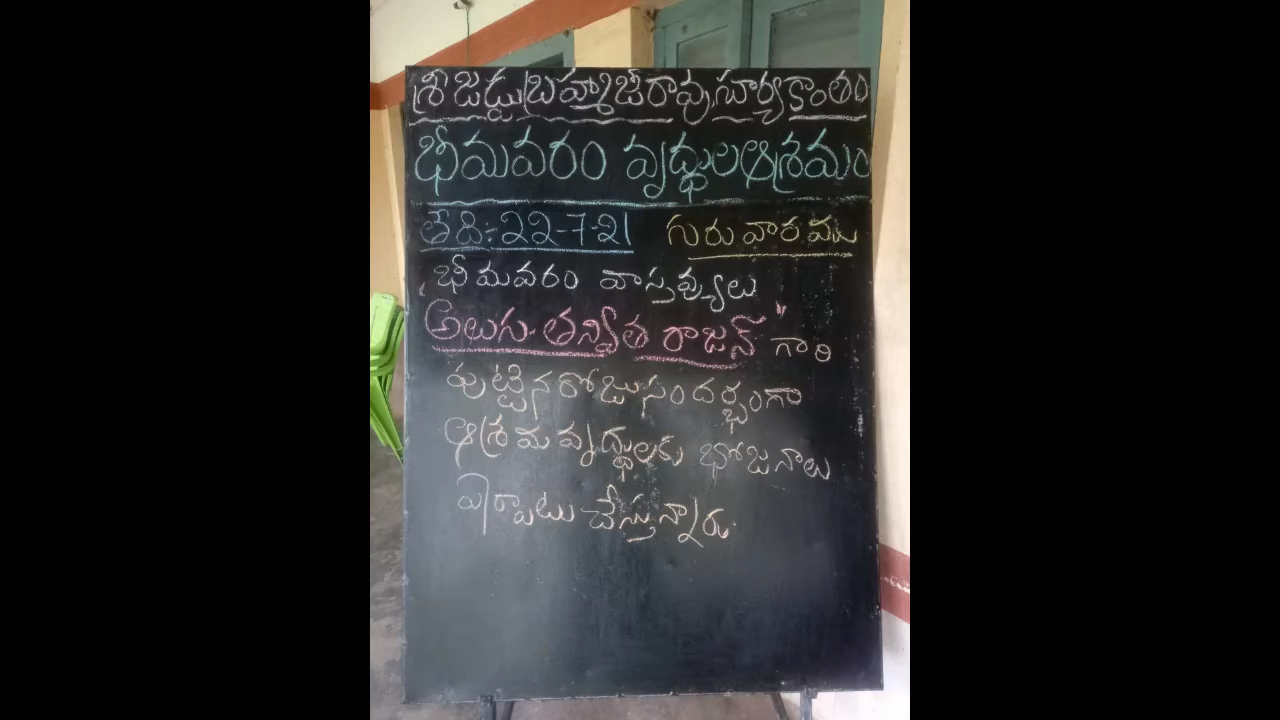 శ్రీ జడ్డు బ్రహ్మాజీరావు, సూర్యకాంతం
భీమవరం వృద్ధుల ఆశ్రమం
తేది:- 22-7-21 గురువారము
భీమవరం వాస్తవ్యులు
అలుగు తన్విత రాజన్" గారి
పుట్టినరోజు సందర్భంగా
ఆశ్రమ వృద్ధులకు భోజనాలు
ఏర్పాటు చేస్తున్నారు.